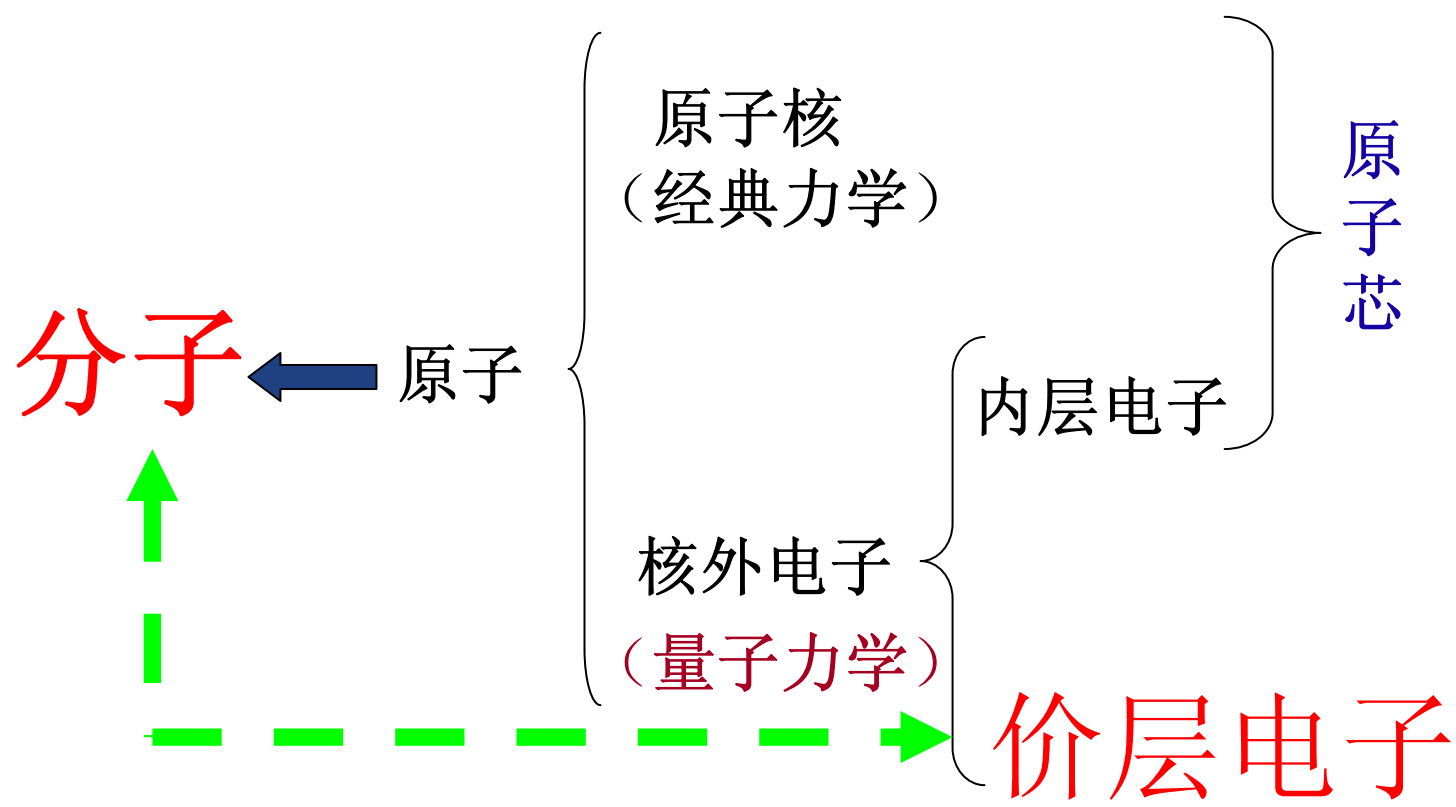 原子核
（经典力学）
原
子
芯
分子
原子
内层电子
核外电子
（量子力学）
价层电子